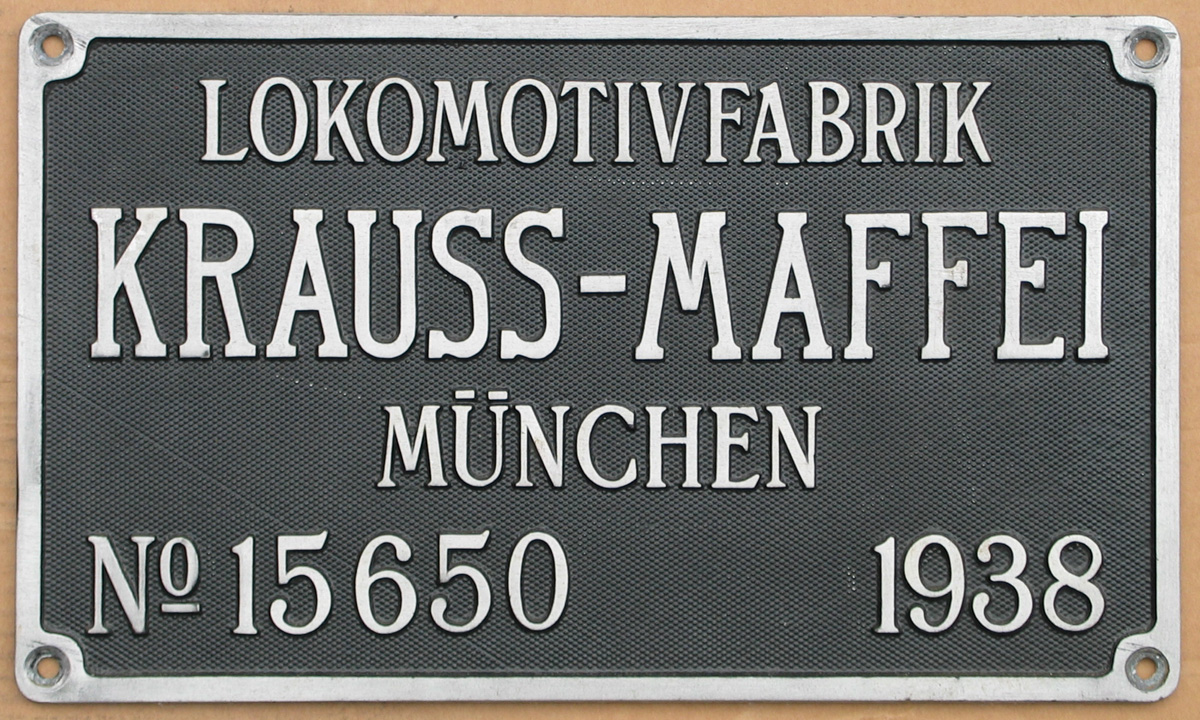 LOKOMOTIVFABRIK
KRAUSS-MAFFEI
MÜNCHEN
No 15650 1938